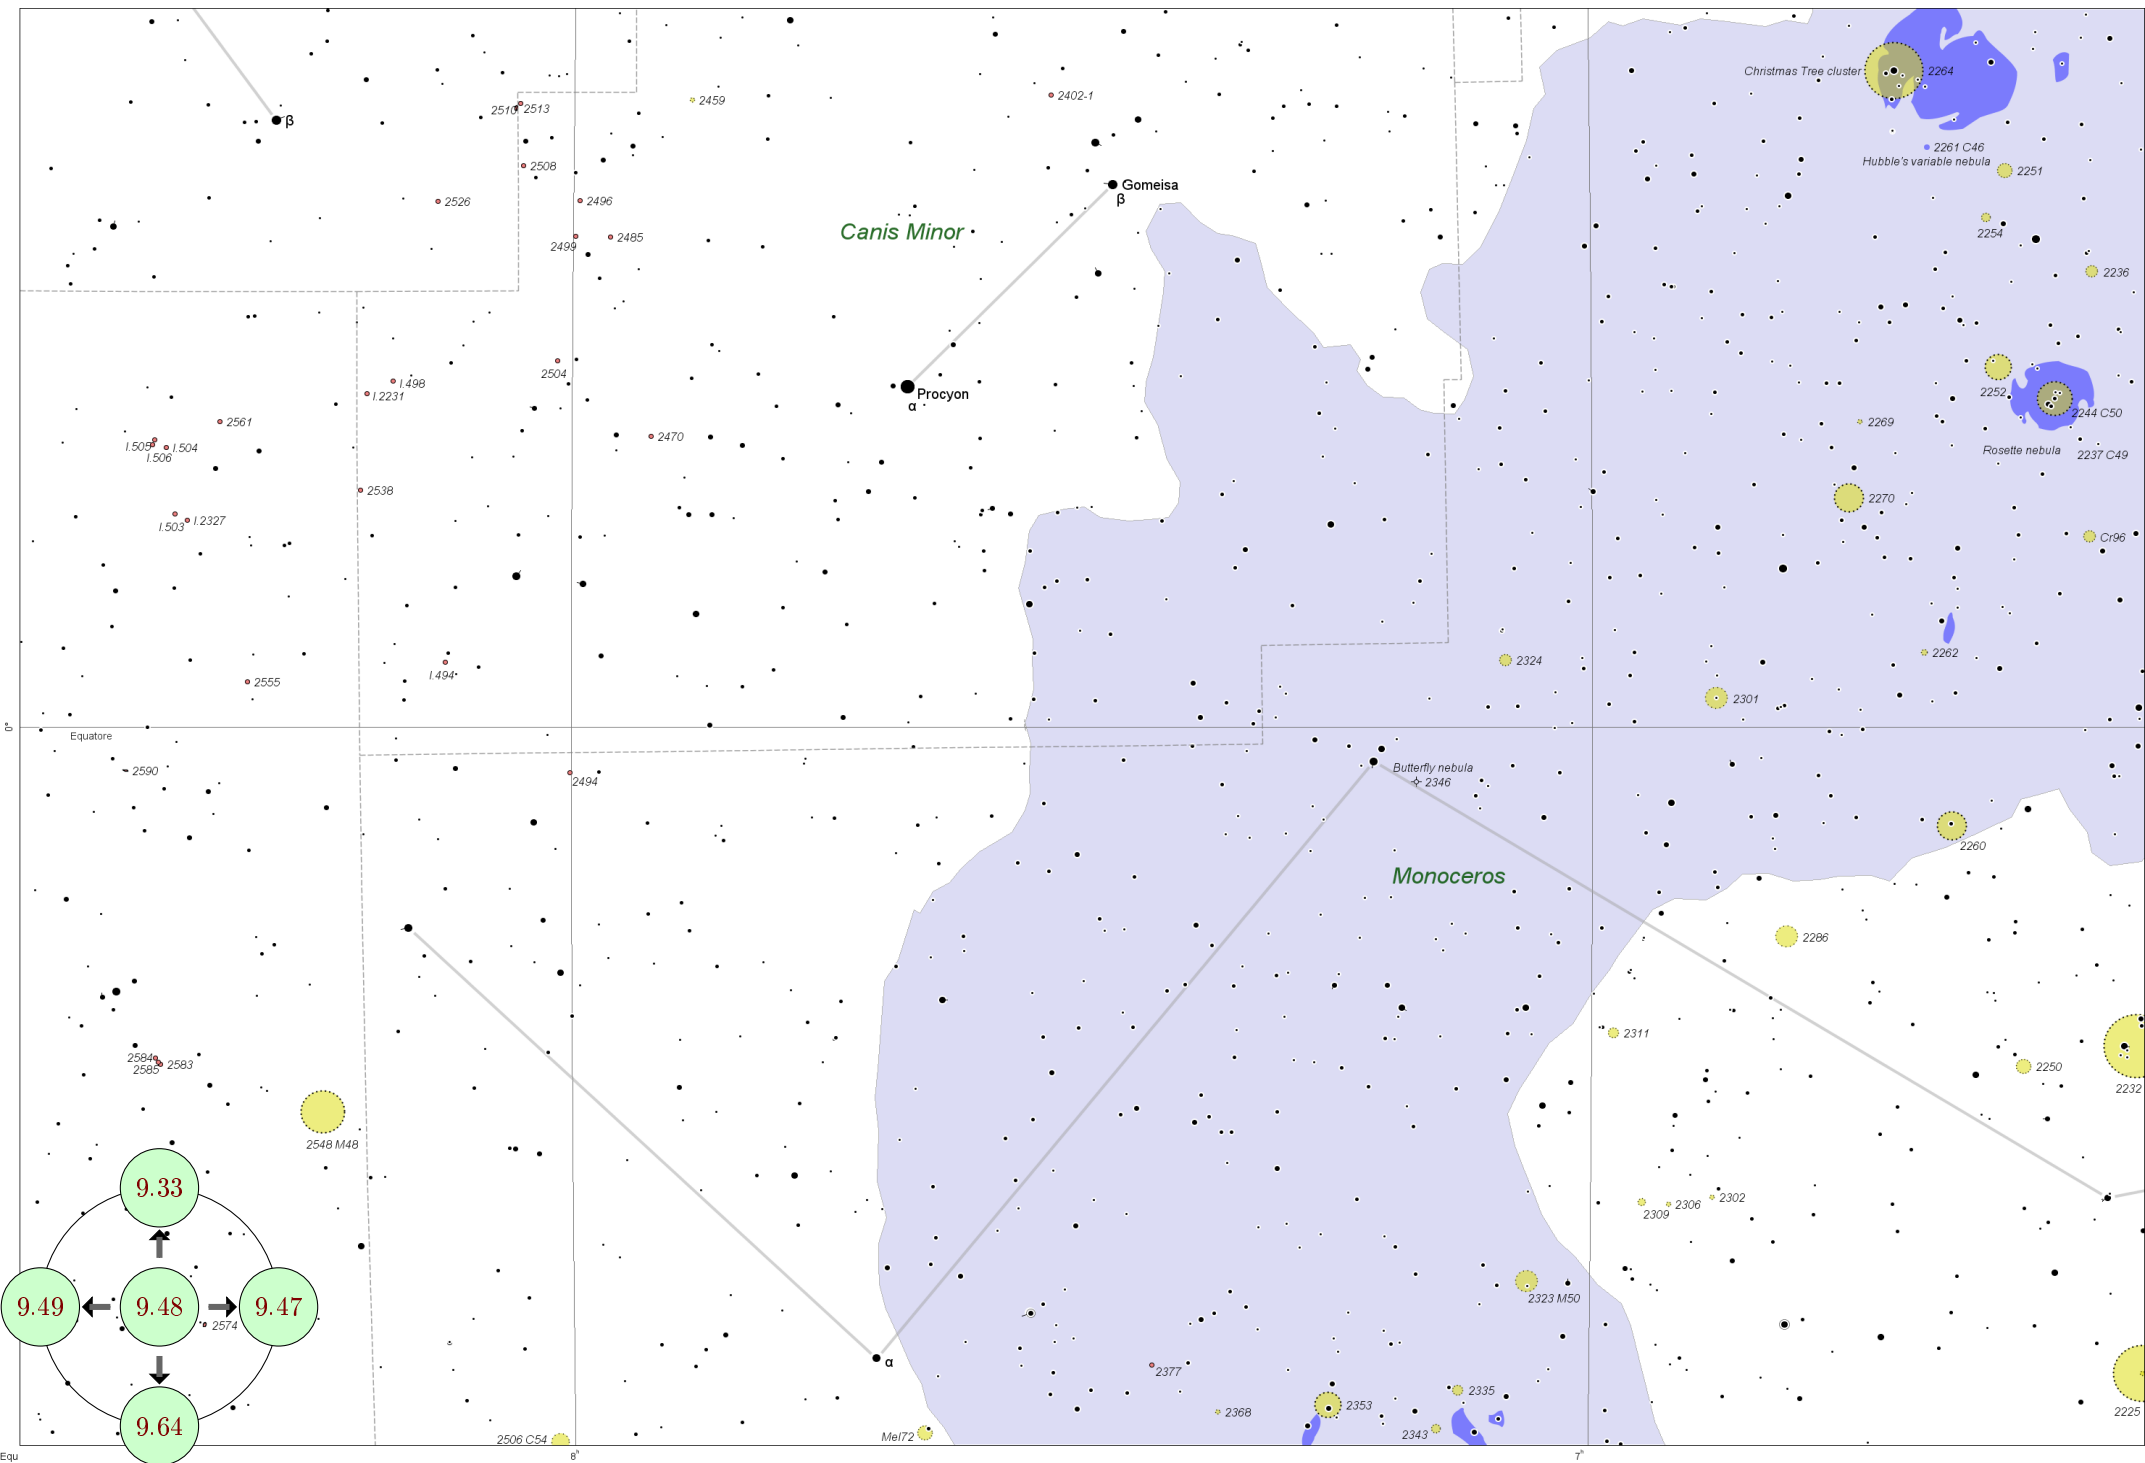 Christmas Tree cluster
2264
2510 2513
2459
2402-1
β
2261 C46
Hubble's variable nebula
2251
2508
Gomeisa
β
2526
2496
Canis Minor
2254
2499
2485
2236
2504
I.498
I.2231
Procyon
α
2252
2244 C50
2561
2269
I.505
I.504
I.506
2470
Rosette nebula
2237 C49
2538
2270
I.503
I.2327
Cr96
2262
2324
I.494
2555
2301
0°
Equatore
2590
2494
Butterfly nebula
2346
2260
Monoceros
2286
2311
2584
2583
2585
2250
2232
2548 M48
9.33
2309
2306
2302
9.49
9.48
9.47
2574
2323 M50
α
2377
2335
2353
2368
2225
9.64
2506 C54
Mel72
2343
Equ
8h
7h